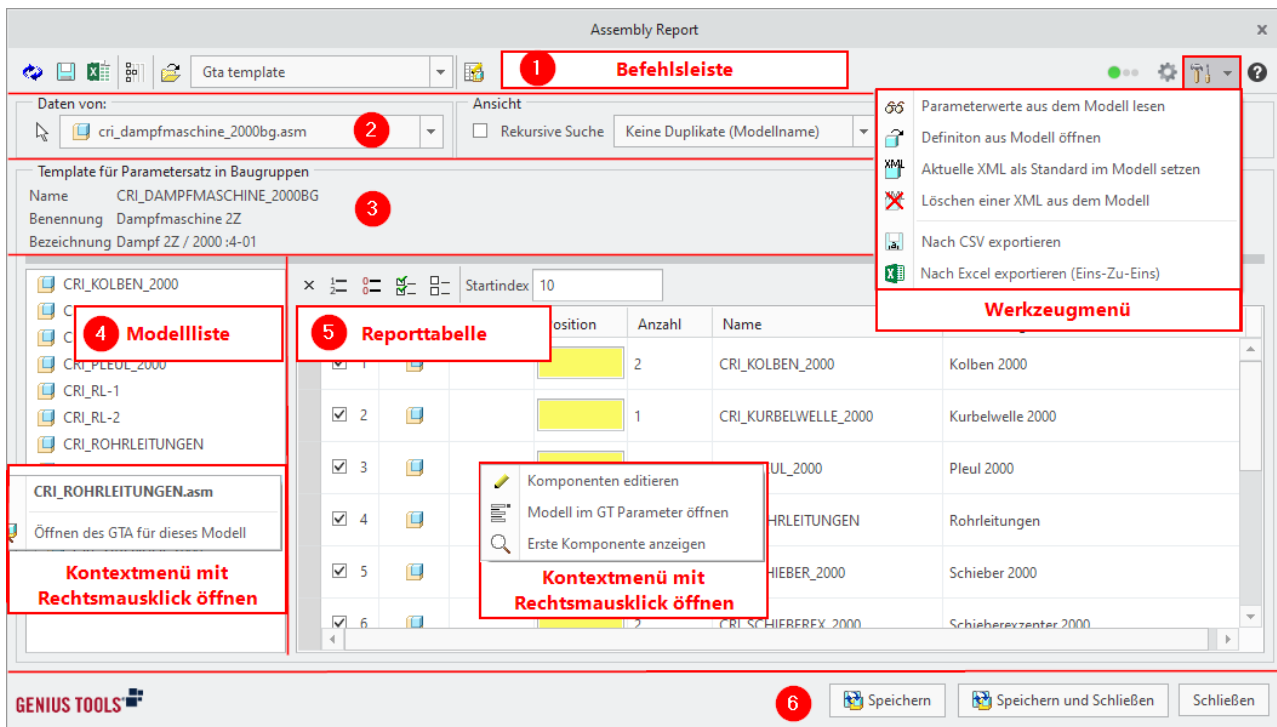 Assembly Report
Gta template
1 Befehlsleiste
Daten von:
Ansicht
cri_dampfmaschine_2000bg.asm 2
Rekursive Suche Keine Duplikate (Modellname)
Parameterwerte aus dem Modell lesen
Definiton aus Modell öffnen
XML Aktuelle XML als Standard im Modell setzen
Löschen einer XML aus dem Modell
Nach CSV exportieren
Nach Excel exportieren (Eins-Zu-Eins)
Werkzeugmenü
Template für Parametersatz in Baugruppen
Name CRI_DAMPFMASCHINE_2000BG
Benennung Dampfmaschine 2Z
Bezeichnung Dampf 2Z / 2000 :4-01
3
CRI_KOLBEN_2000
4 Modellliste
CRI_PLEUL_2000
CRI_RL-1
CRI_RL-2
CRI_ROHRLEITUNGEN
CRI_ROHRLEITUNGEN.asm
Öffnen des GTA für dieses Modell
Kontextmenü mit
Rechtsmausklick öffnen
Startindex 10
5 Reporttabelle
osition Anzahl Name
1 2 CRI_KOLBEN_2000 Kolben 2000
2 1 CRI_KURBELWELLE_2000 Kurbelwelle 2000
3 UL_2000 Pleul 2000
4 HRLEITUNGEN Rohrleitungen
5 HIEBER_2000 Schieber 2000
6 2 CRI_SCHIEBEREX_2000 Schieberexzenter 2000
Komponenten editieren
Modell im GT Parameter öffnen
Erste Komponente anzeigen
Kontextmenü mit
Rechtsmausklick öffnen
GENIUS TOOLS
6 Speichern Speichern und Schließen Schließen